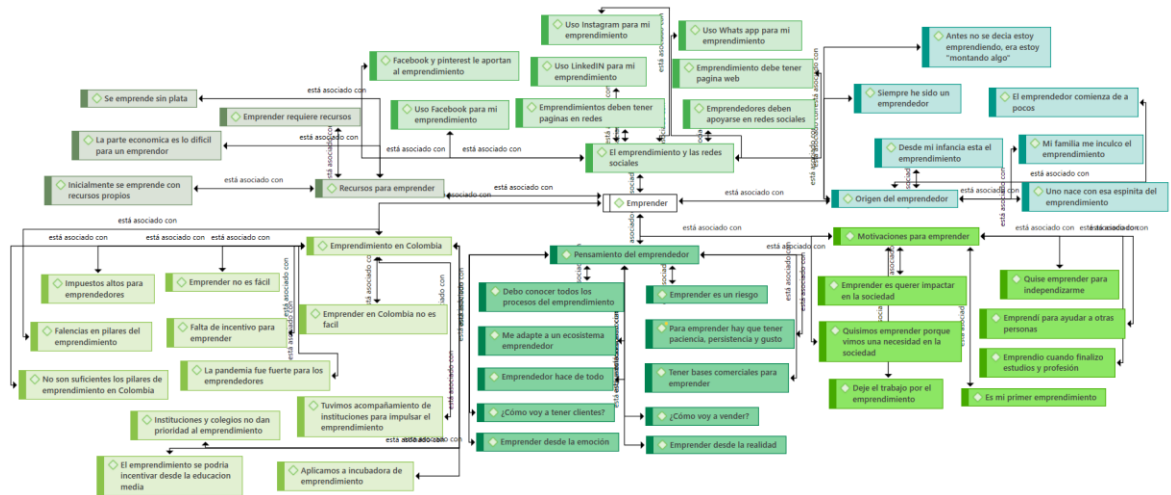 Uso Instagram para mi
emprendimiento
Uso Whats app para mi
emprendimiento
Antes no se decia estoy
emprendiendo, era estoy
"montando algo"
Facebook y pinterest le aportan
al emprendimiento
Uso LinkedIN para mi
emprendimiento
Emprendimiento debe tener
pagina web
Se emprende sin plata
Emprender requiere recursos
Uso Facebook para mi
emprendimiento
Emprendimientos deben tener
paginas en redes
Emprendedores deben
apoyarse en redes sociales
Siempre he sido un
emprendedor
El emprendedor comienza de a
pocos
La parte economica es lo dificil
para un emprendor
El emprendimiento y las redes
sociales
Desde mi infancia esta el
emprendimiento
Mi familia me inculco el
emprendimiento
Inicialmente se emprende con
recursos propios
Recursos para emprender
Emprender
Origen del emprendedor
Uno nace con esa espinita del
emprendimiento
está asociado con
está asociado con
está asociado con
está asociado con
está asociado con
está asociado con
está asociado con
está asociado con
está asociado con
Emprendimiento en Colombia
Pensamiento del emprendedor
Motivaciones para emprender
Impuestos altos para
emprendedores
Emprender no es fácil
Debo conocer todos los
procesos del emprendimiento
Emprender es un riesgo
Emprender es querer impactar
en la sociedad
Quise emprender para
independizarme
Falencias en pilares del
emprendimiento
Falta de incentivo para
emprender
Emprender en Colombia no es
facil
Me adapte a un ecosistema
emprendedor
Para emprender hay que tener
paciencia, persistencia y gusto
Quisimos emprender porque
vimos una necesidad en la
sociedad
Emprendí para ayudar a otras
personas
No son suficientes los pilares de
emprendimiento en Colombia
La pandemia fue fuerte para los
emprendedores
Emprendedor hace de todo
Tener bases comerciales para
emprender
Emprendio cuando finalizo
estudios y profesión
Deje el trabajo por el
emprendimiento
Es mi primer emprendimiento
Instituciones y colegios no dan
prioridad al emprendimiento
Tuvimos acompañamiento de
instituciones para impulsar el
emprendimiento
¿Cómo voy a tener clientes?
¿Cómo voy a vender?
Emprender desde la emoción
Emprender desde la realidad
El emprendimiento se podria
incentivar desde la educacion
media
Aplicamos a incubadora de
emprendimiento